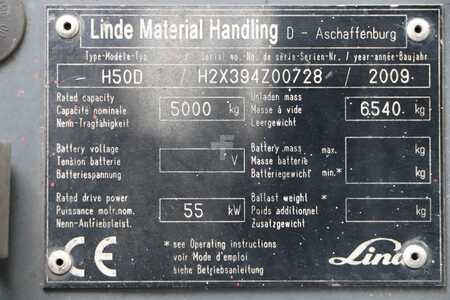 Linde Material Handling D - Aschaffenburg
Type-Modèle-Typ / Serial no.-No. de série-Serien-Nr. / year-année-Baujahr
H50D / H2X394Z00728 / 2009
Rated capacity
Capacité nominale 5000 kg
Nenn-Tragfähigkeit
Unladen mass
Masse à vide 6540 kg
Leergewicht
Battery voltage
Tension batterie V
Batteriespannung
Battery mass max. kg
Masse batterie
Batteriegewicht min.* kg
Rated drive power
Puissance motr.nom. 55 kW
Nenn-Antriebsleist.
Ballast weight *
Poids additionnel kg
Zusatzgewicht
* see Operating instructions
voir Mode d'emploi
siehe Betriebsanleitung
CE
Linde